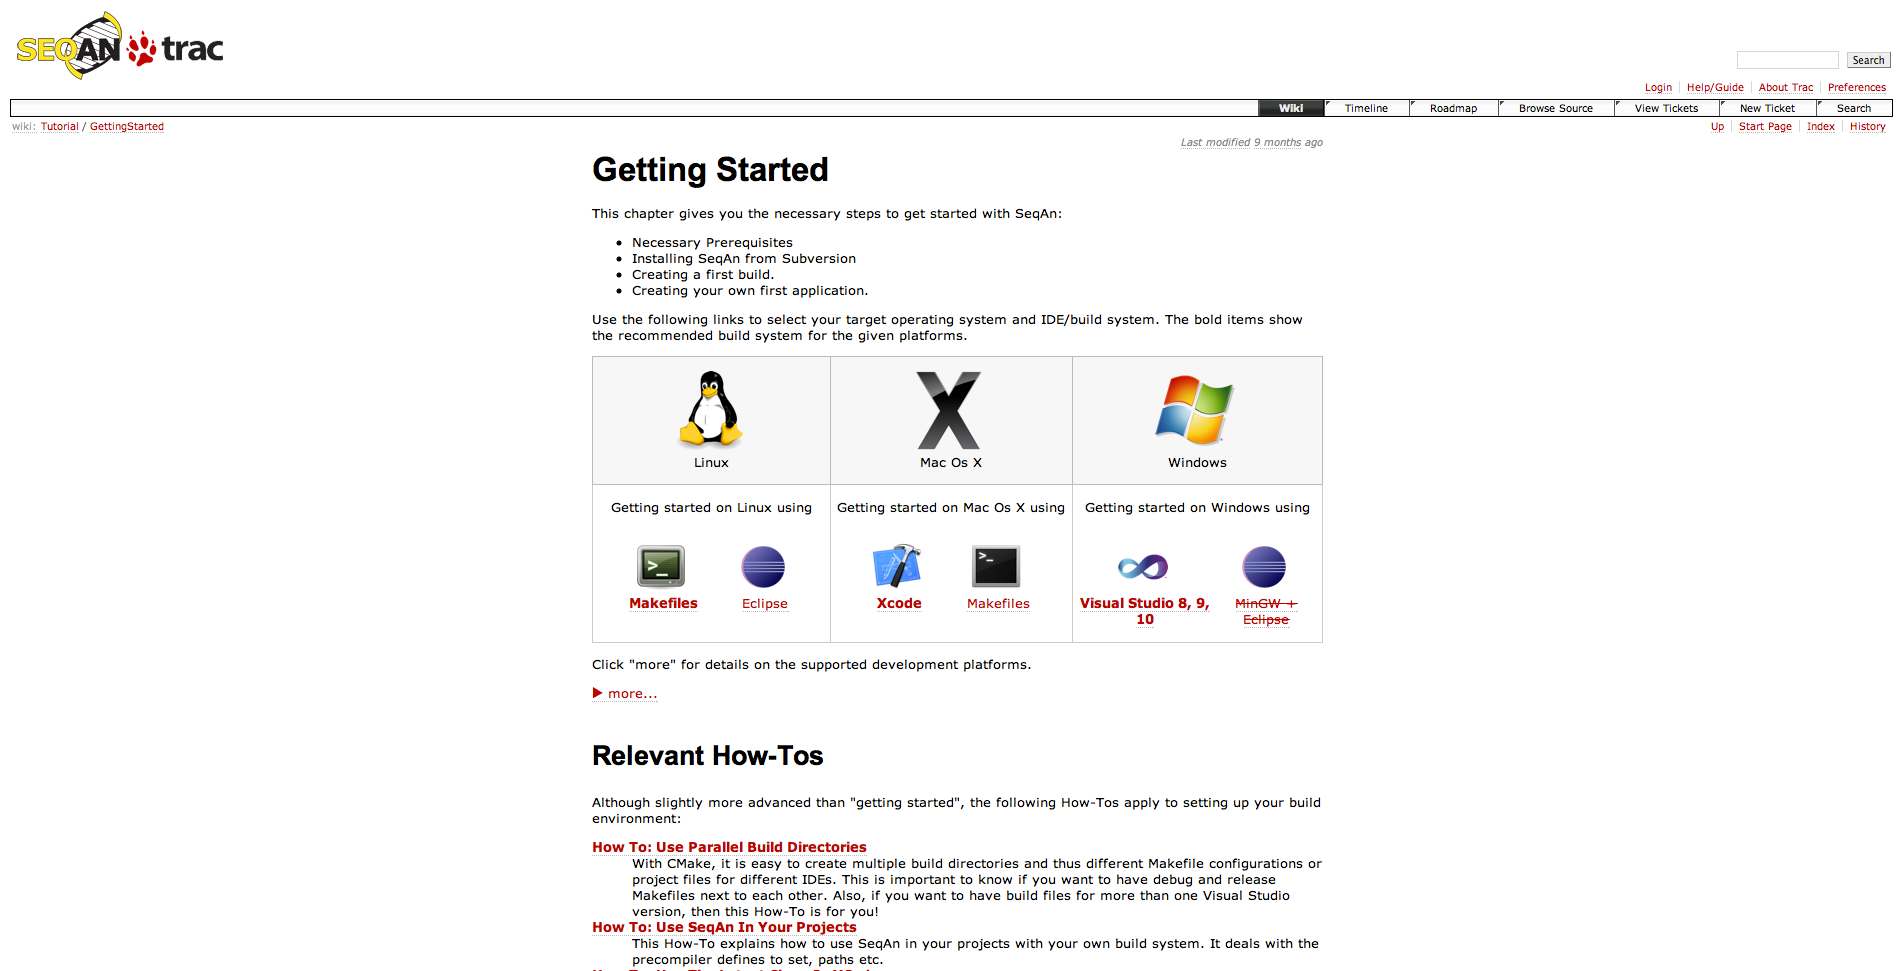 SEQAN trac
Search
Login Help/Guide About Trac Preferences
Wiki Timeline Roadmap Browse Source View Tickets New Ticket Search
wiki: Tutorial / GettingStarted
Up Start Page Index History
Last modified 9 months ago
Getting Started
This chapter gives you the necessary steps to get started with SeqAn:
• Necessary Prerequisites
• Installing SeqAn from Subversion
• Creating a first build.
• Creating your own first application.
Use the following links to select your target operating system and IDE/build system. The bold items show
the recommended build system for the given platforms.
Linux
Mac Os X
Windows
Getting started on Linux using
Makefiles
Eclipse
Getting started on Mac Os X using
Xcode
Makefiles
Getting started on Windows using
Visual Studio 8, 9,
10
MinGW +
Eclipse
Click "more" for details on the supported development platforms.
more...
Relevant How-Tos
Although slightly more advanced than "getting started", the following How-Tos apply to setting up your build
environment:
How To: Use Parallel Build Directories
With CMake, it is easy to create multiple build directories and thus different Makefile configurations or
project files for different IDEs. This is important to know if you want to have debug and release
Makefiles next to each other. Also, if you want to have build files for more than one Visual Studio
version, then this How-To is for you!
How To: Use SeqAn In Your Projects
This How-To explains how to use SeqAn in your projects with your own build system. It deals with the
precompiler defines to set, paths etc.